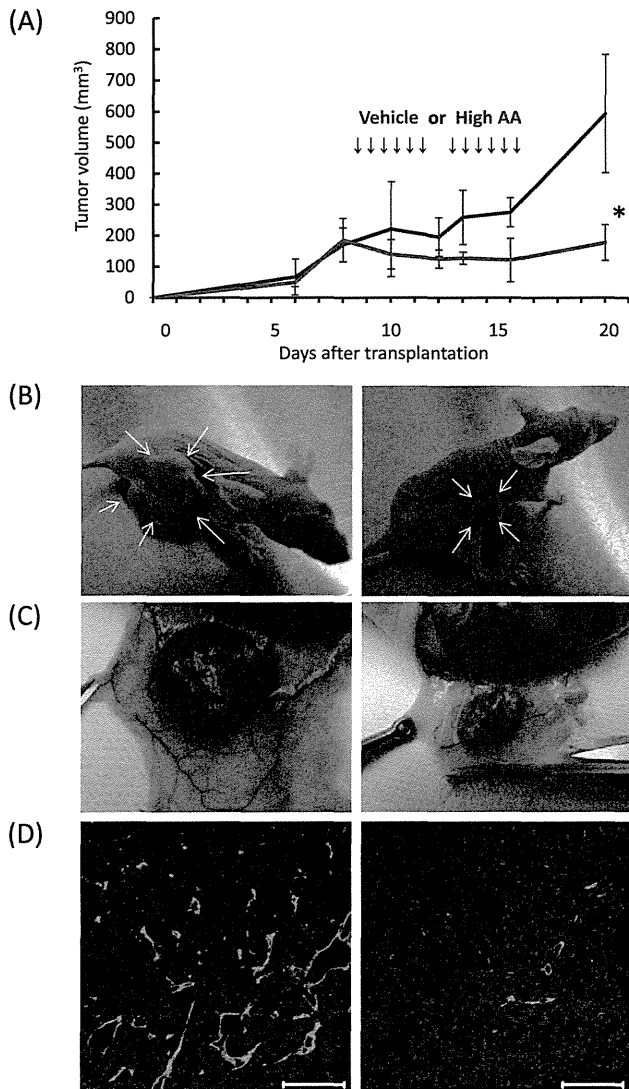 (A)
900
800
700
600
500
400
300
200
100
0
Tumor volume (mm³)
Vehicle or High AA
↓↓↓↓↓↓ ↓↓↓↓↓↓
*
0 5 10 15 20
Days after transplantation
(B)
(C)
(D)